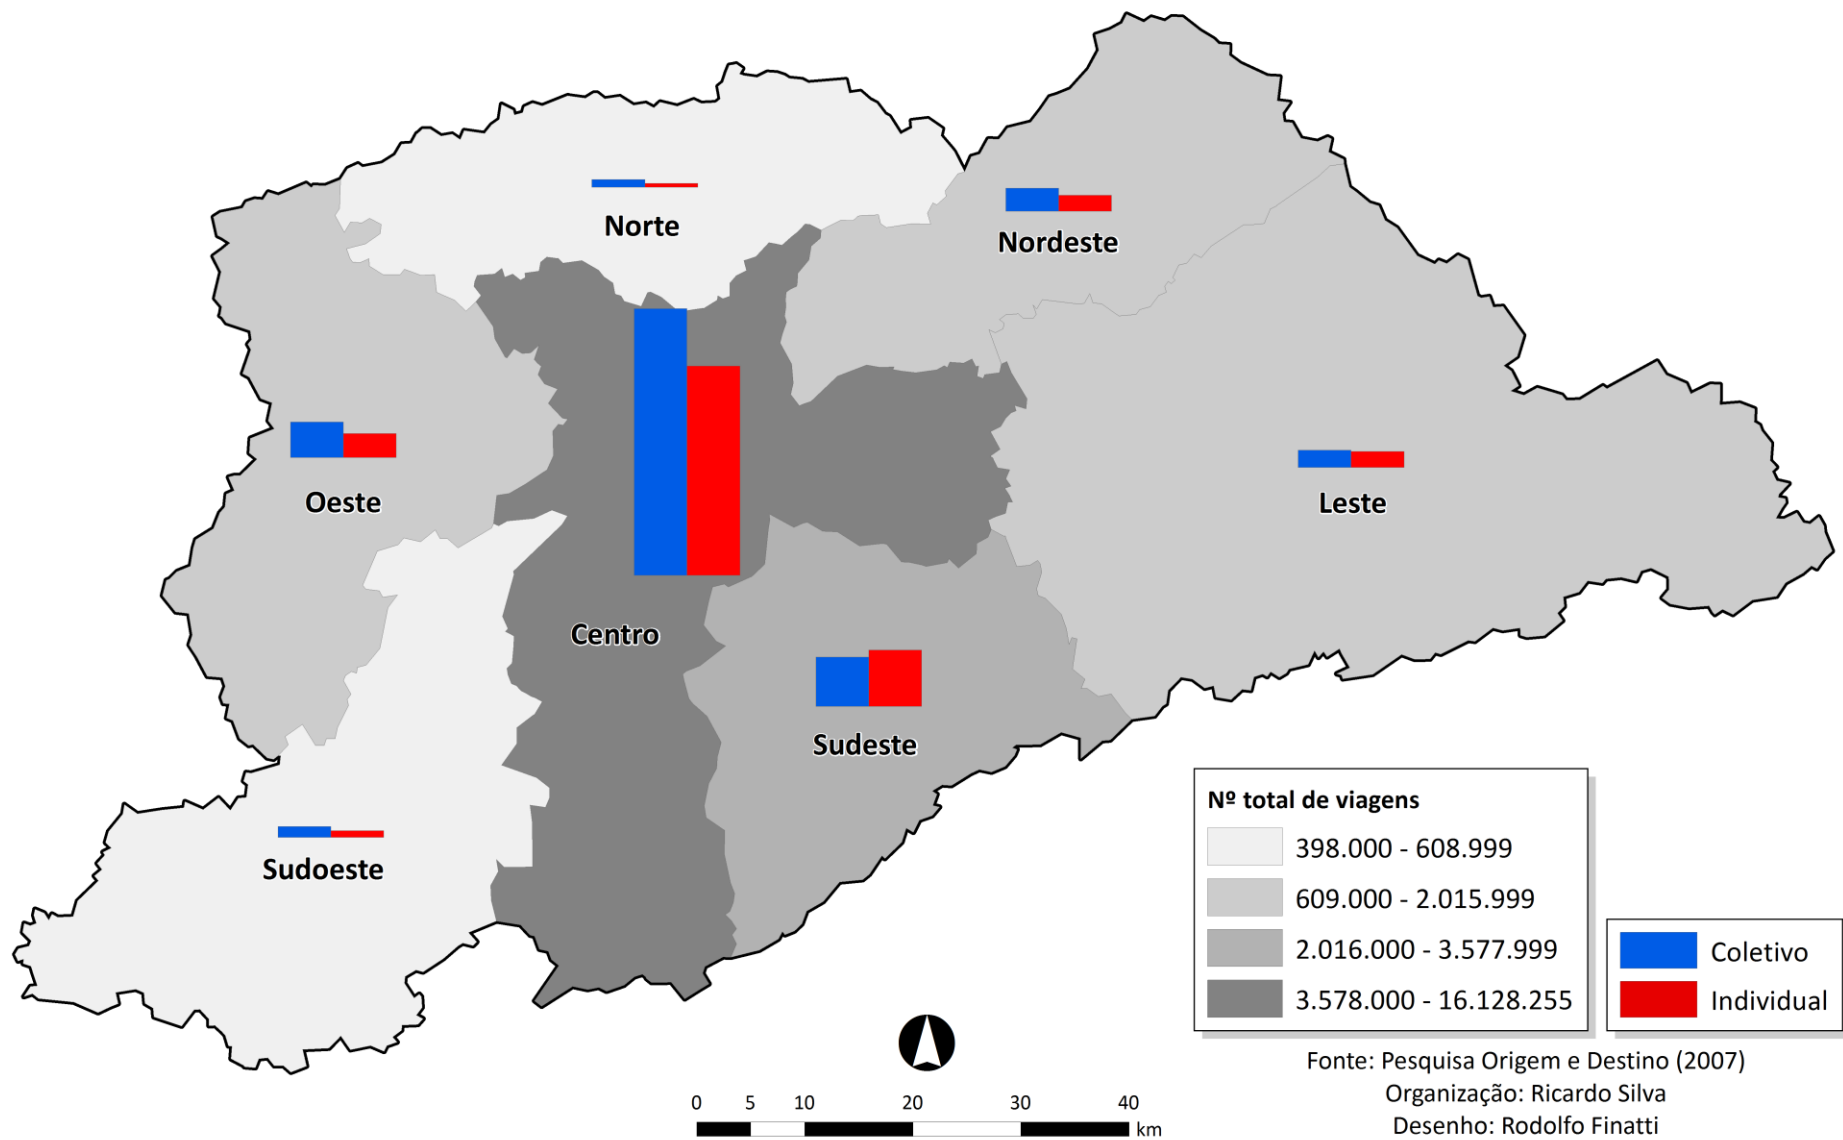 Norte
Nordeste
Oeste
Leste
Centro
Sudeste
Sudoeste
Nº total de viagens
398.000 - 608.999
609.000 - 2.015.999
2.016.000 - 3.577.999
3.578.000 - 16.128.255
Coletivo
Individual
Fonte: Pesquisa Origem e Destino (2007)
Organização: Ricardo Silva
Desenho: Rodolfo Finatti
0 5 10 20 30 40
km